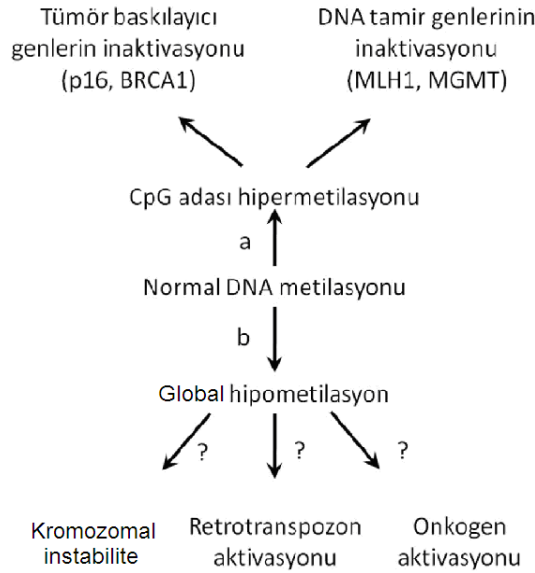 Tümör baskılayıcı
genlerin inaktivasyonu
(p16, BRCA1)
DNA tamir genlerinin
inaktivasyonu
(MLH1, MGMT)
CpG adası hipermetilasyonu
a
Normal DNA metilasyonu
b
Global hipometilasyon
? ? ?
Kromozomal
instabilite
Retrotranspozon
aktivasyonu
Onkogen
aktivasyonu